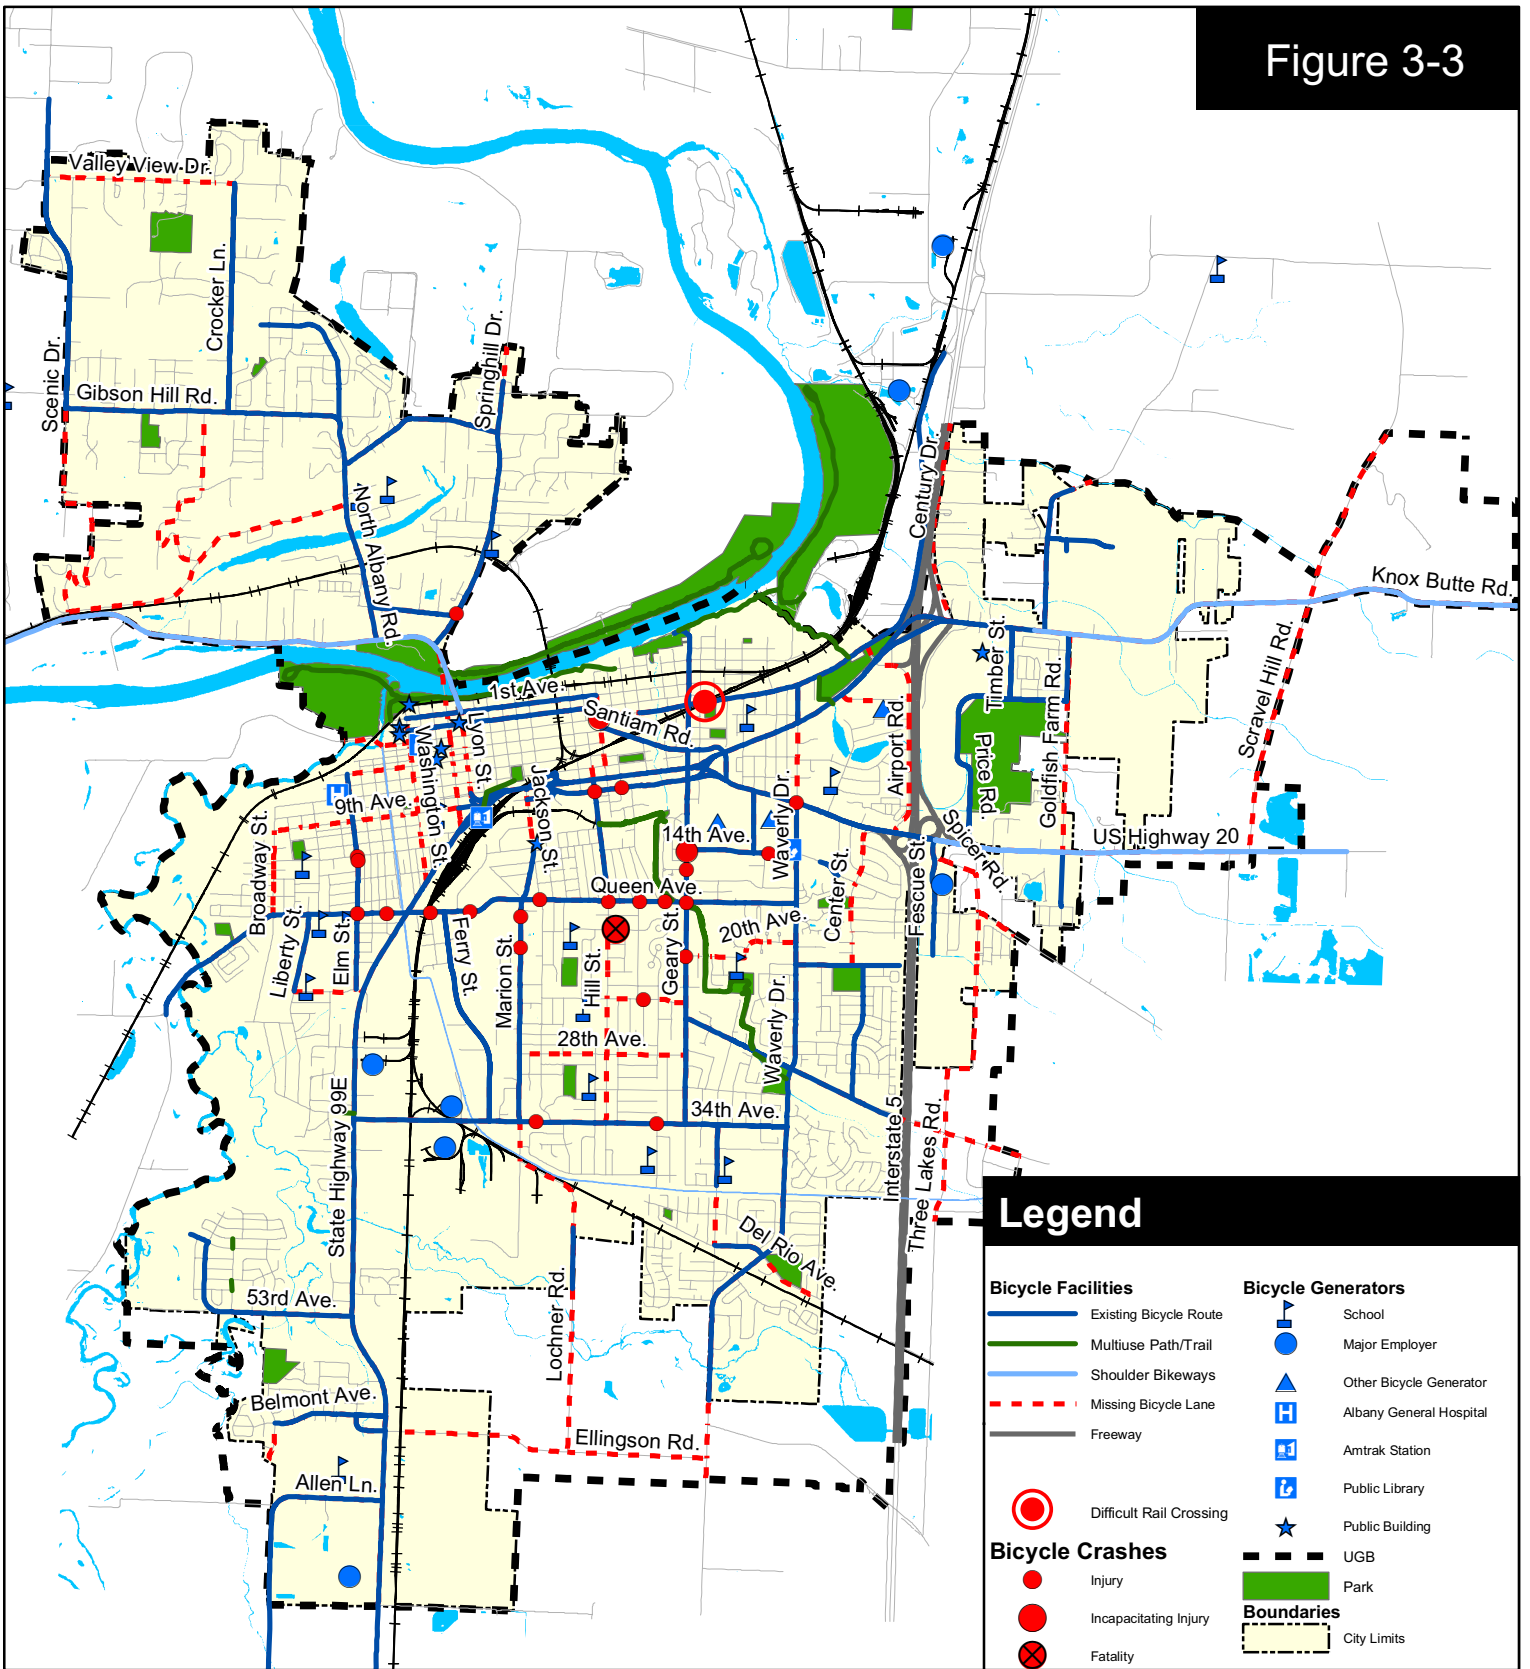 Figure 3-3
Valley View Dr.
Crocker Ln.
Scenic Dr.
Gibson Hill Rd.
Springhill Dr.
North Albany Rd.
Century Dr.
Knox Butte Rd.
Timber St.
Goldfish Farm Rd.
Scravel Hill Rd.
1st Ave.
Santiam Rd.
Lyon St.
Washington St.
Airport Rd.
Price Rd.
9th Ave.
Jackson St.
Waverly Dr.
Broadway St.
14th Ave.
US Highway 20
Spicer Rd.
Queen Ave.
Center St.
Fescue St.
20th Ave.
Liberty St.
Elm St.
Ferry St.
Marion St.
Hill St.
Geary St.
28th Ave.
Waverly Dr.
State Highway 99E
34th Ave.
Interstate 5
Three Lakes Rd.
Del Rio Ave.
53rd Ave.
Lochner Rd.
Belmont Ave.
Ellingson Rd.
Allen Ln.
Legend
Bicycle Facilities
Existing Bicycle Route
Multiuse Path/Trail
Shoulder Bikeways
Missing Bicycle Lane
Freeway
Difficult Rail Crossing
Bicycle Crashes
Injury
Incapacitating Injury
Fatality
Bicycle Generators
School
Major Employer
Other Bicycle Generator
H
Albany General Hospital
Amtrak Station
Public Library
Public Building
UGB
Park
Boundaries
City Limits